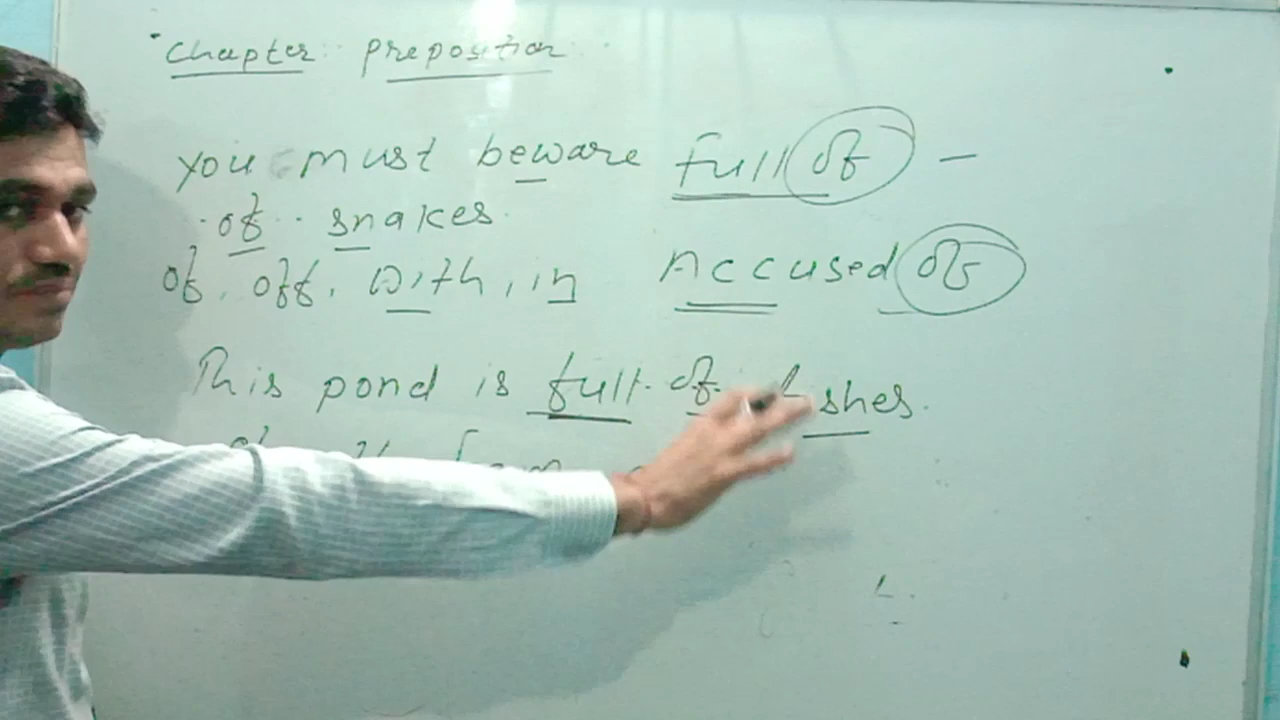 Chapter: Preposition
You must beware
of snakes.
of, off, with, in
full of —
Accused of
This pond is full of fishes.